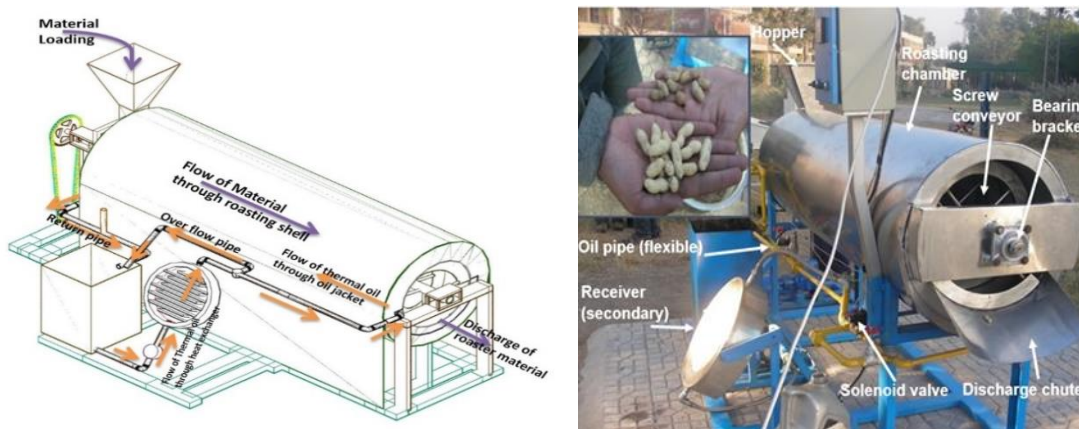 Material
Loading
Flow of Material
through roasting shell
Return pipe
Over flow pipe
Flow of thermal oil
through oil jacket
Flow of Thermal oil
through heat exchanger
Discharge of
roaster material
Hopper
Roasting
chamber
Screw
conveyor
Bearing
bracket
Oil pipe (flexible)
Receiver
(secondary)
Solenoid valve
Discharge chute